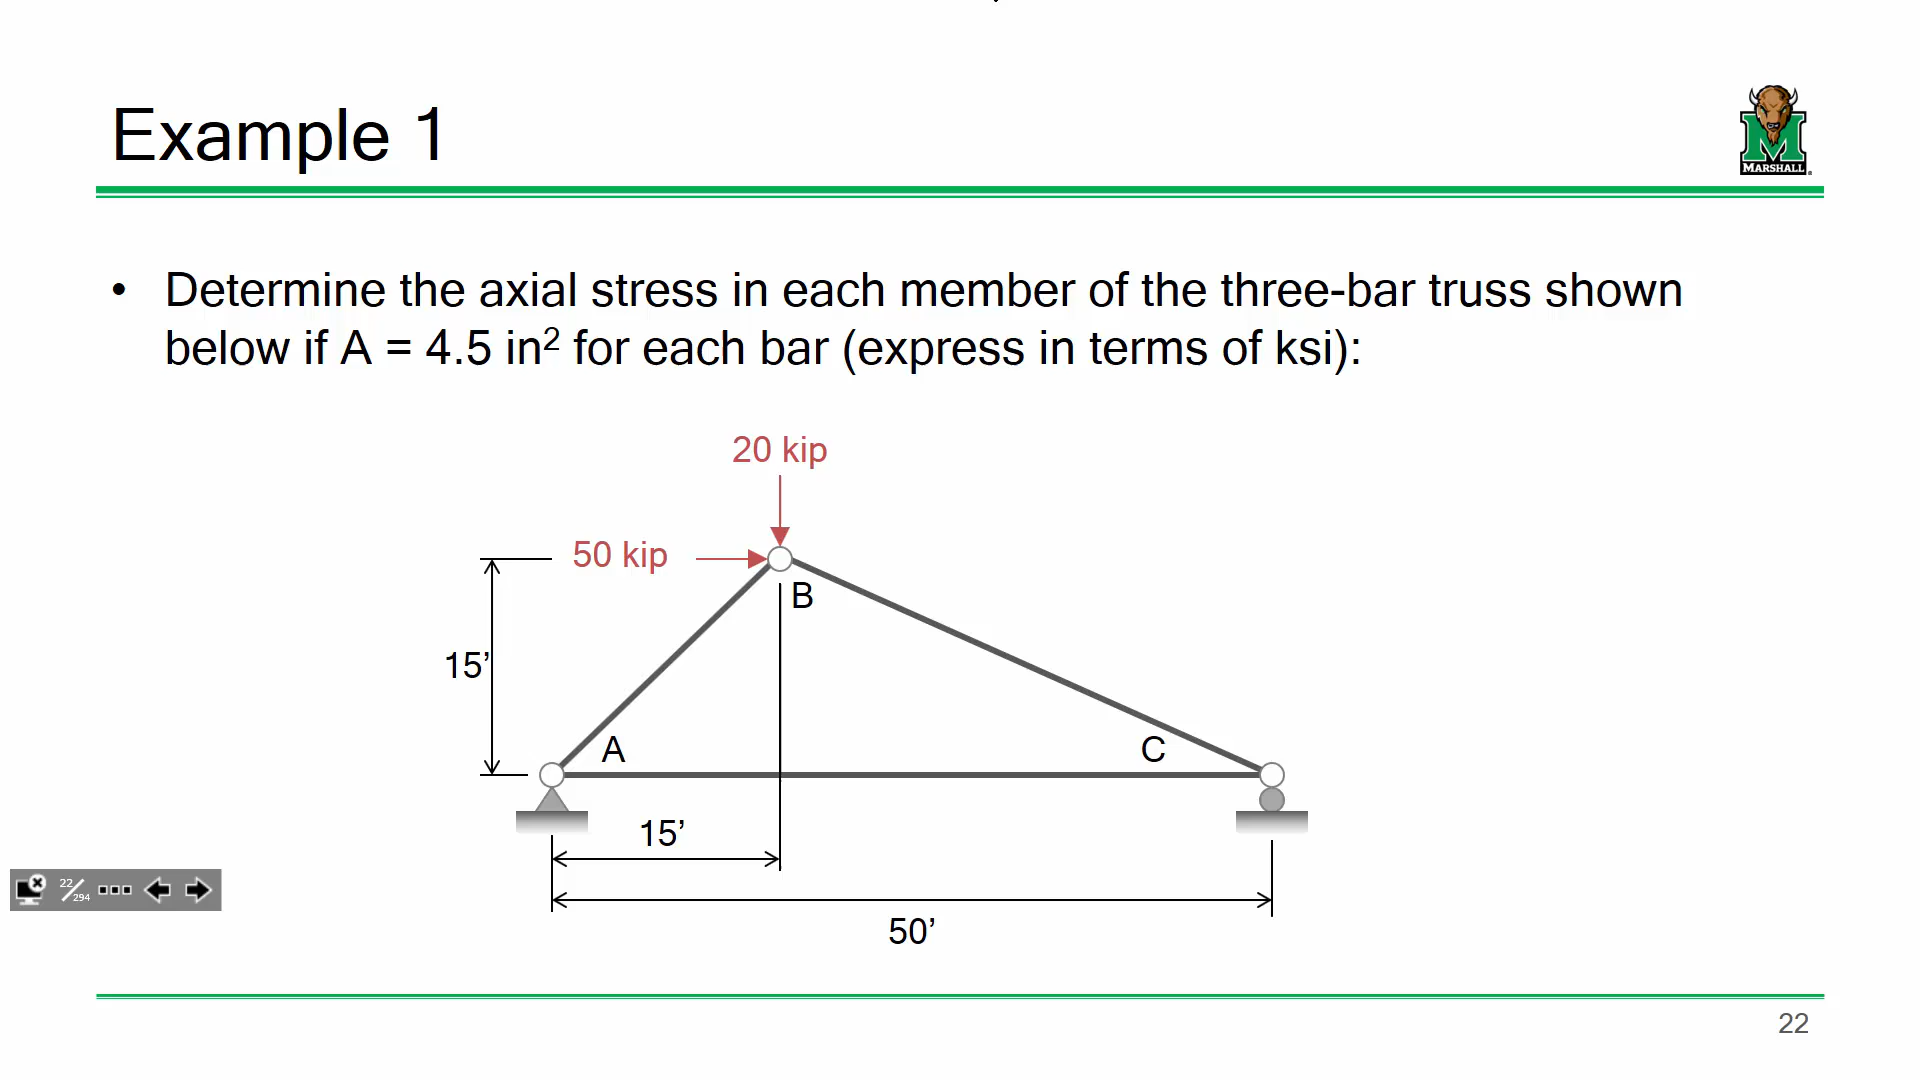 Example 1
MARSHALL
• Determine the axial stress in each member of the three-bar truss shown
below if A = 4.5 in² for each bar (express in terms of ksi):
20 kip
50 kip
B
15’
A
C
15’
50’
22/294
22